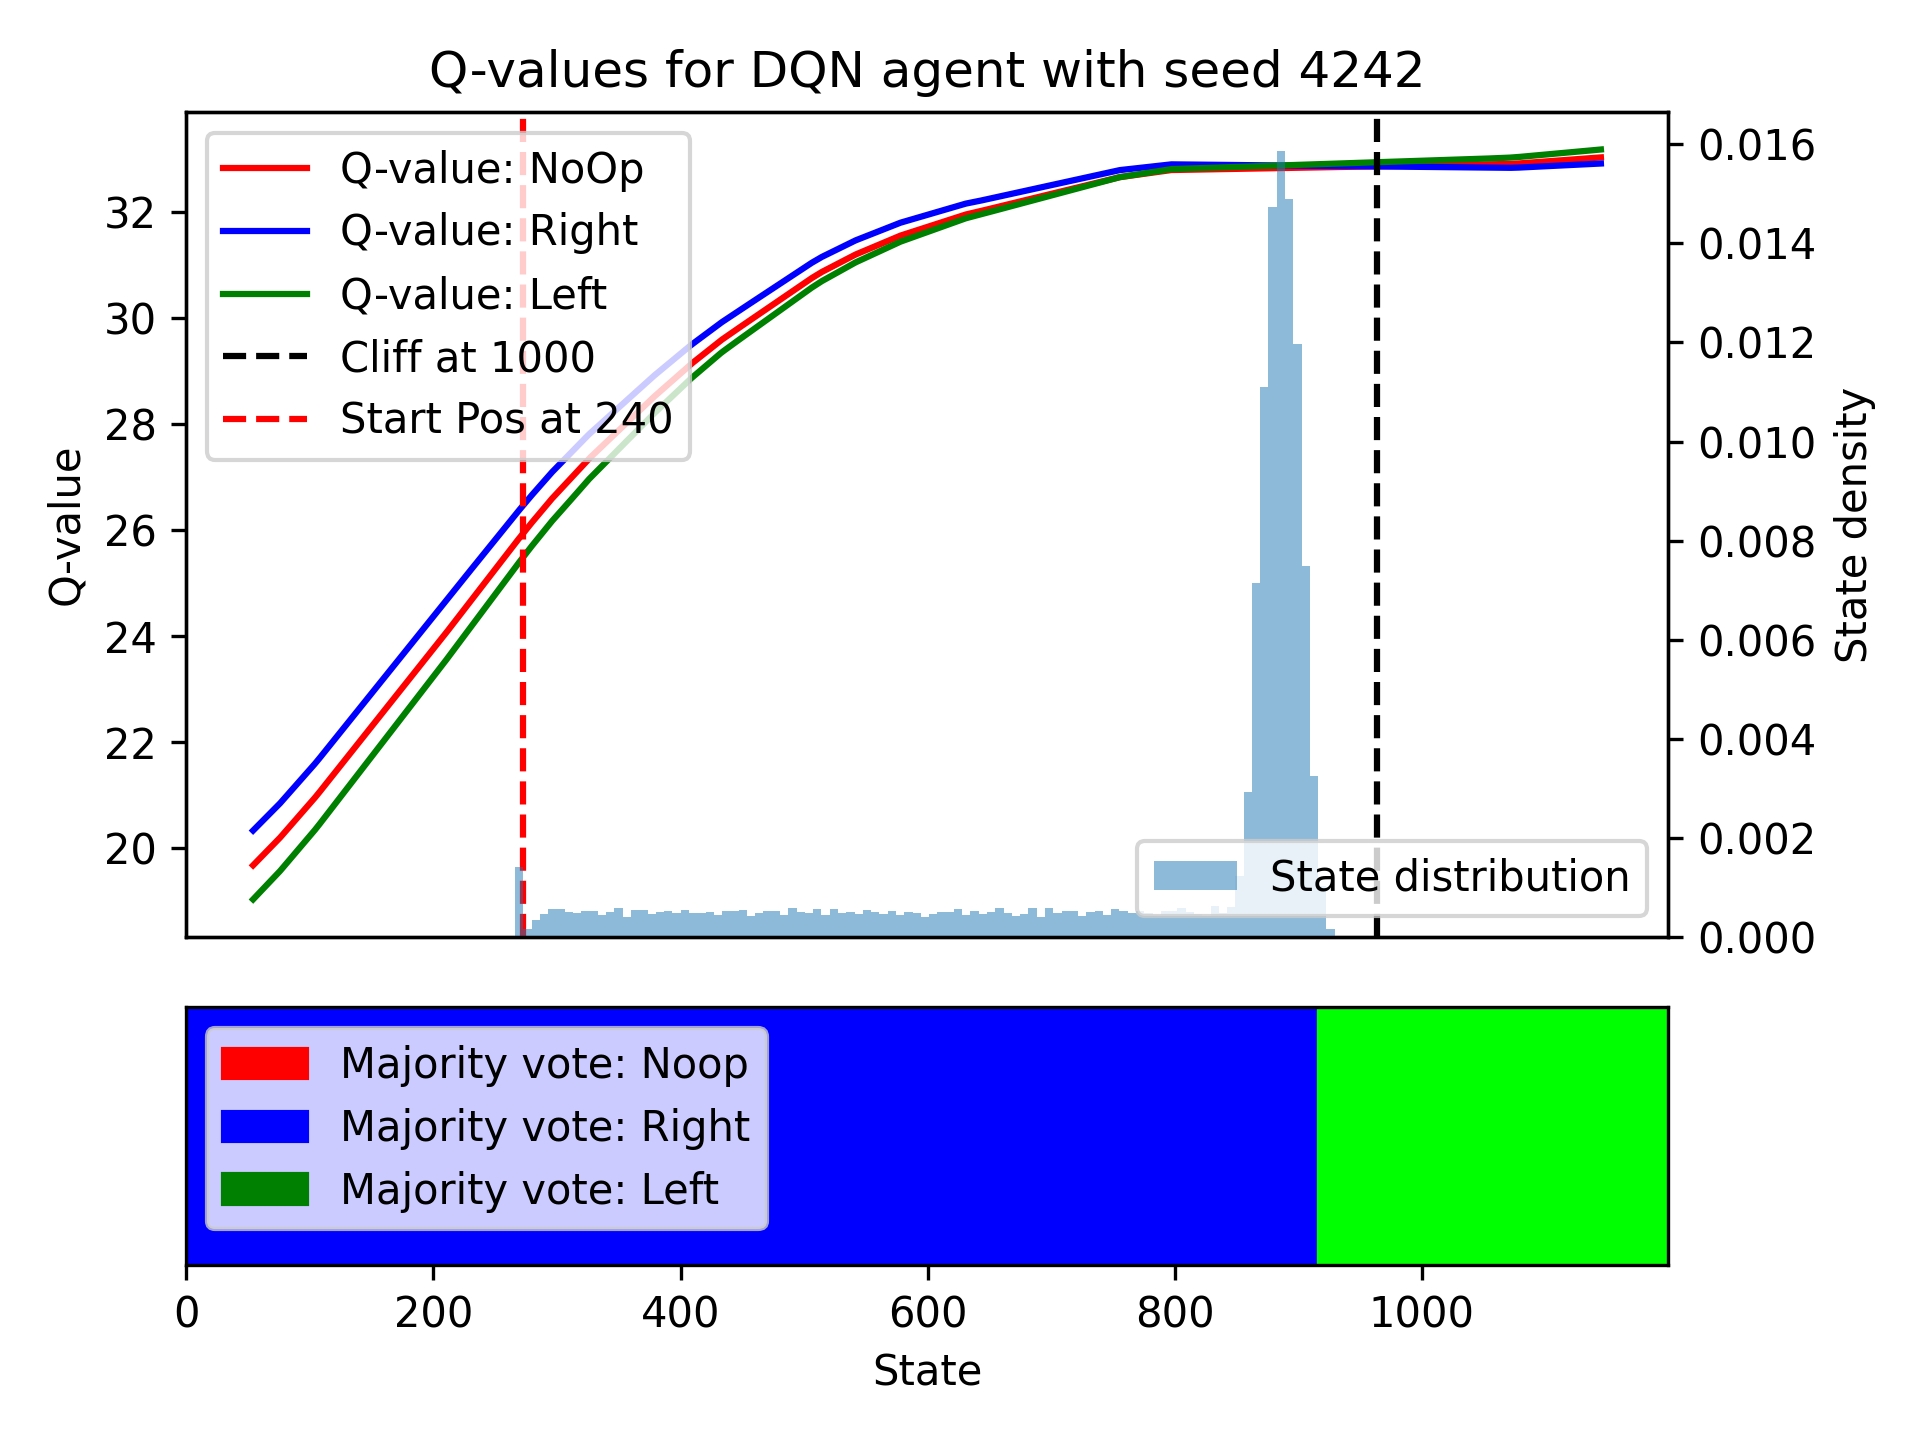 Q-values for DQN agent with seed 4242
Q-value: NoOp
Q-value: Right
Q-value: Left
Cliff at 1000
Start Pos at 240
Q-value
32
30
28
26
24
22
20
0.016
0.014
0.012
0.010
0.008
0.006
0.004
0.002
0.000
State density
State distribution
Majority vote: Noop
Majority vote: Right
Majority vote: Left
0 200 400 600 800 1000
State